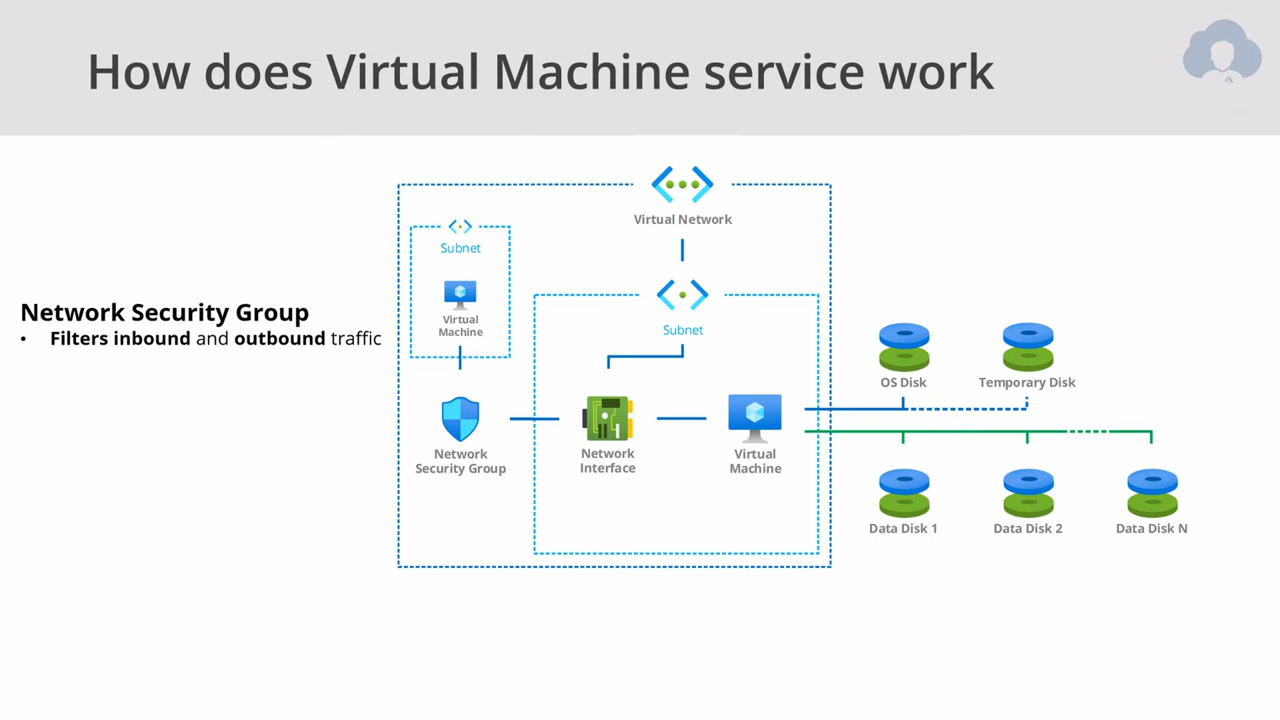 How does Virtual Machine service work
Virtual Network
Subnet
Virtual
Machine
Network Security Group
• Filters inbound and outbound traffic
Subnet
OS Disk
Temporary Disk
Network
Security Group
Network
Interface
Virtual
Machine
Data Disk 1
Data Disk 2
Data Disk N